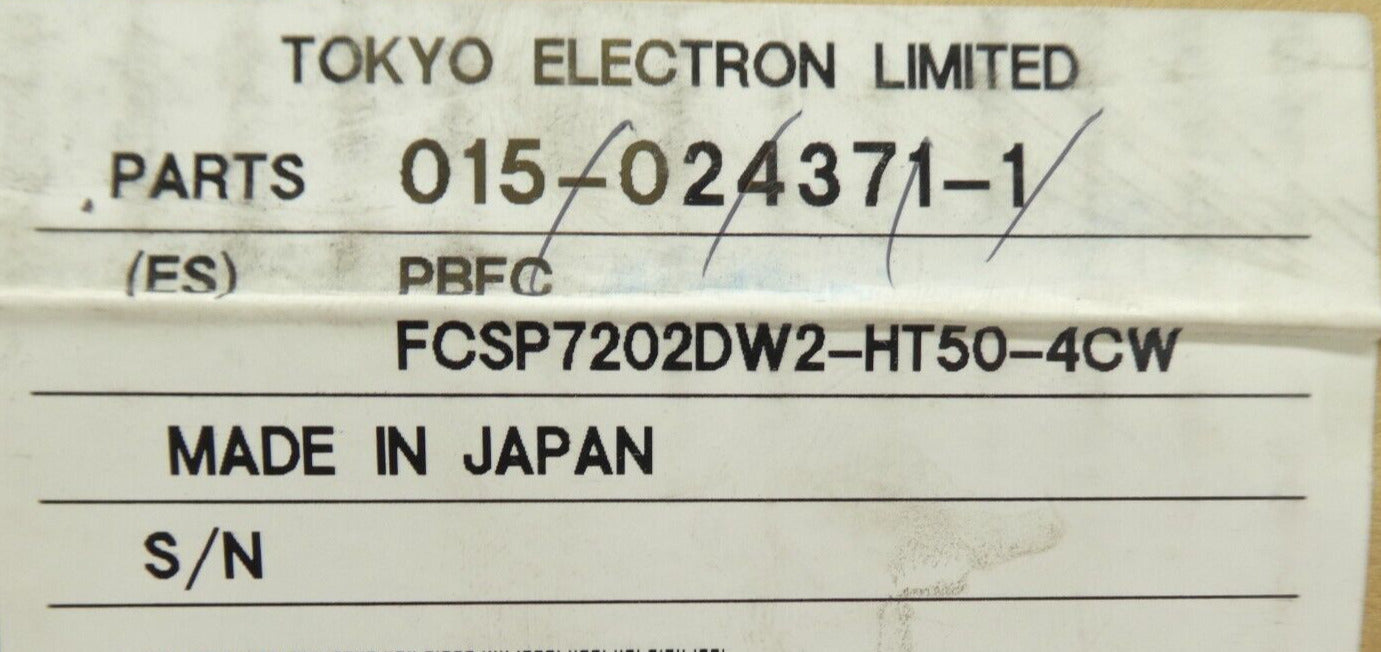 TOKYO ELECTRON LIMITED
PARTS 015-024371-1
(ES) PBFC
FCSP7202DW2-HT50-4CW
MADE IN JAPAN
S/N